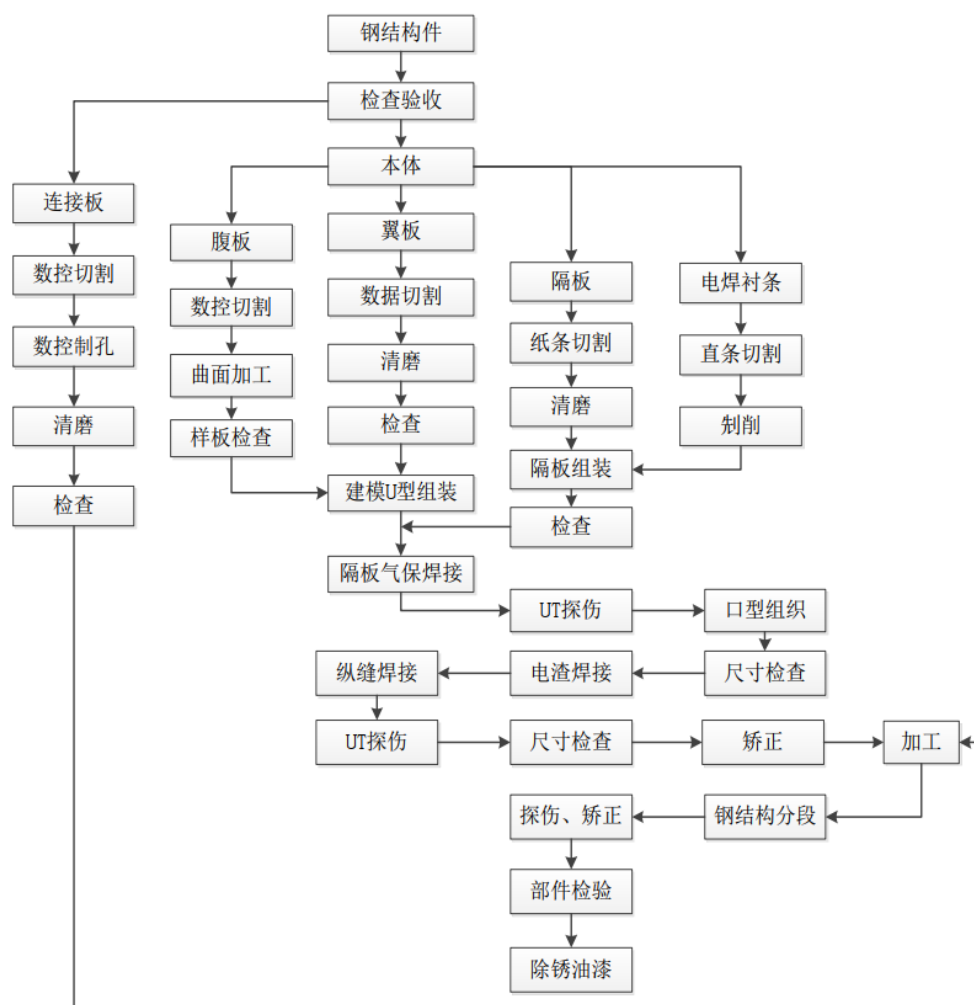 钢结构件
检查验收
本体
连接板
数控切割
数控制孔
清磨
检查
腹板
数控切割
曲面加工
样板检查
翼板
数据切割
清磨
检查
建模U型组装
隔板
纸条切割
清磨
隔板组装
检查
电焊衬条
直条切割
刜削
隔板气保焊接
UT探伤
口型组织
尺寸检查
电渣焊接
纵缝焊接
UT探伤
尺寸检查
矫正
加工
钢结构分段
探伤、矫正
部件检验
除锈油漆